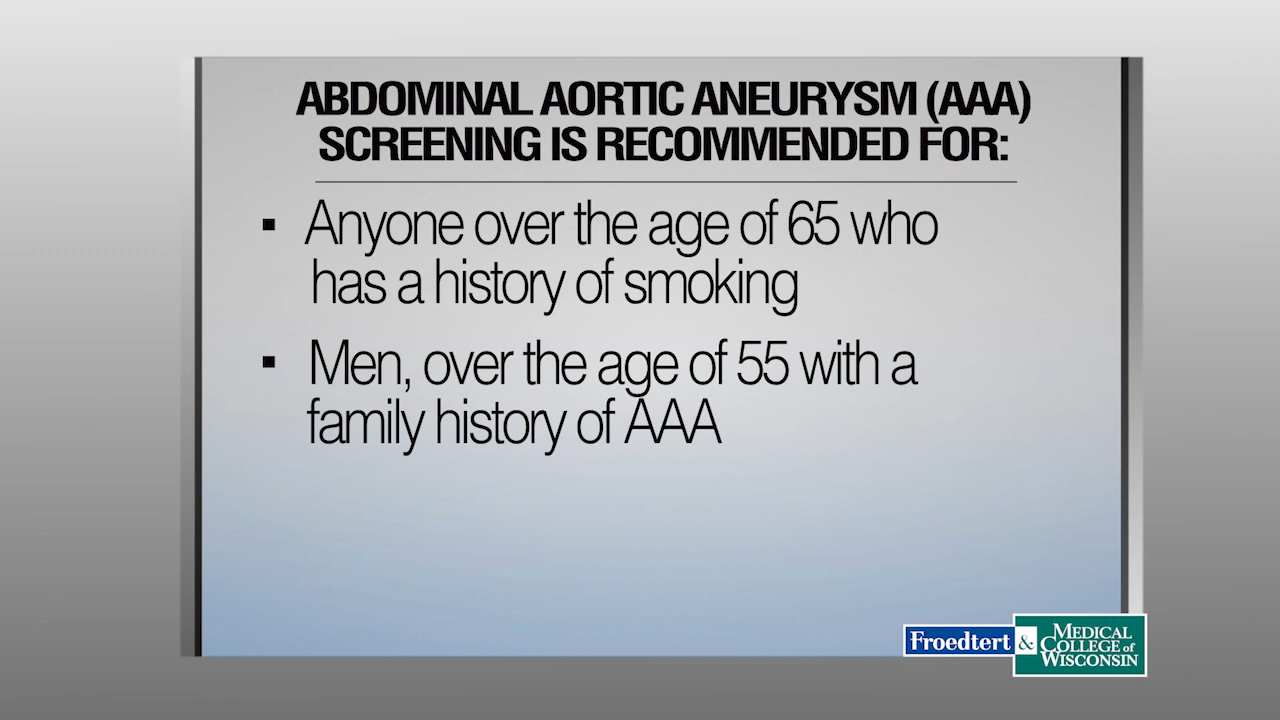 ABDOMINAL AORTIC ANEURYSM (AAA)
SCREENING IS RECOMMENDED FOR:
▪ Anyone over the age of 65 who
has a history of smoking
▪ Men, over the age of 55 with a
family history of AAA
Froedtert & MEDICAL
COLLEGE of
WISCONSIN